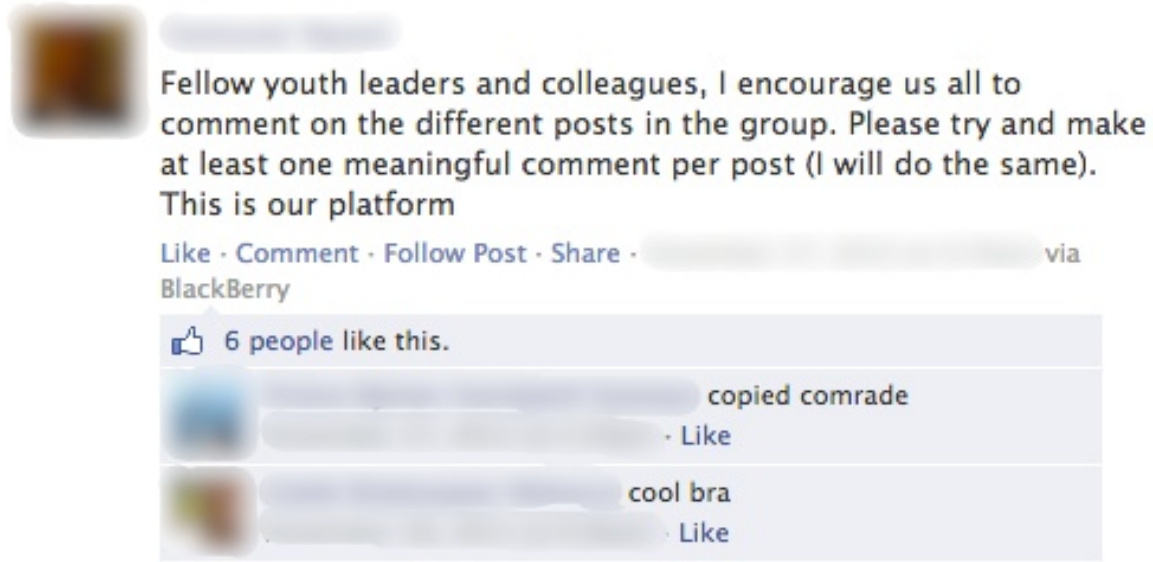 Fellow youth leaders and colleagues, I encourage us all to
comment on the different posts in the group. Please try and make
at least one meaningful comment per post (I will do the same).
This is our platform
Like · Comment · Follow Post · Share · via
BlackBerry
6 people like this.
copied comrade
· Like
cool bra
· Like